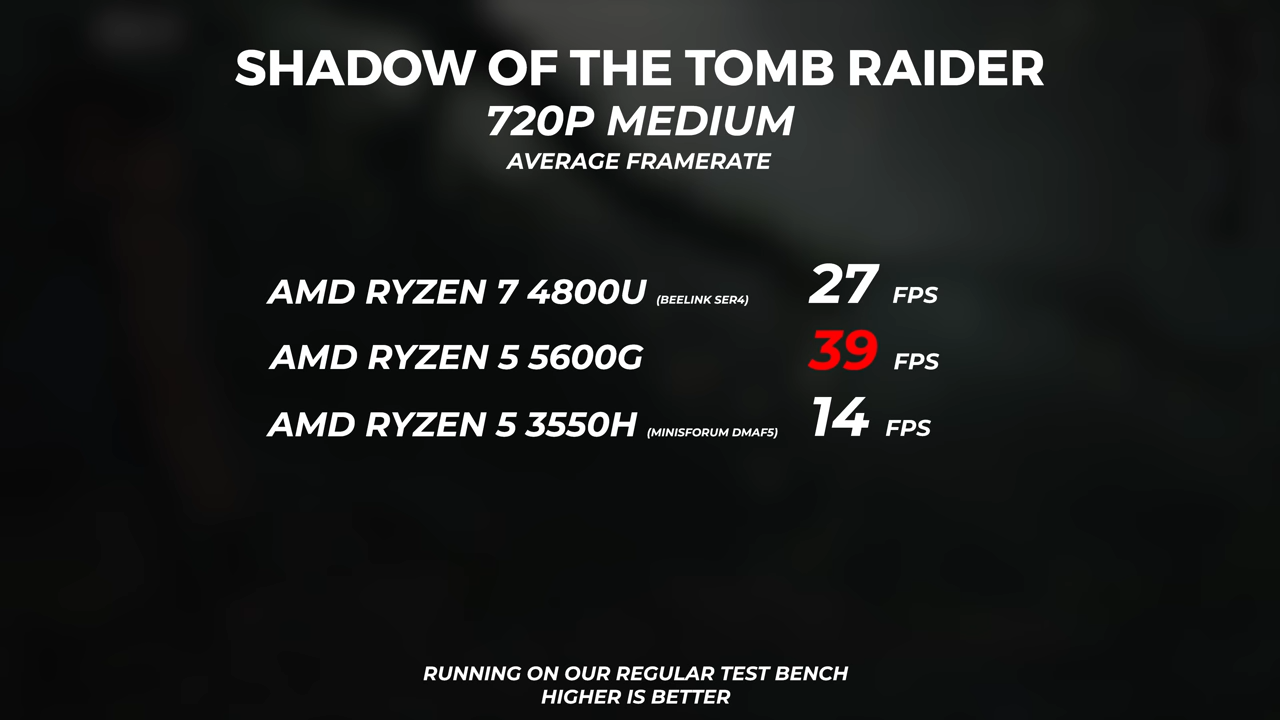 SHADOW OF THE TOMB RAIDER
720P MEDIUM
AVERAGE FRAMERATE
AMD RYZEN 7 4800U (BEELINK SER4) 27 FPS
AMD RYZEN 5 5600G 39 FPS
AMD RYZEN 5 3550H (MINISFORUM DMAF5) 14 FPS
RUNNING ON OUR REGULAR TEST BENCH
HIGHER IS BETTER